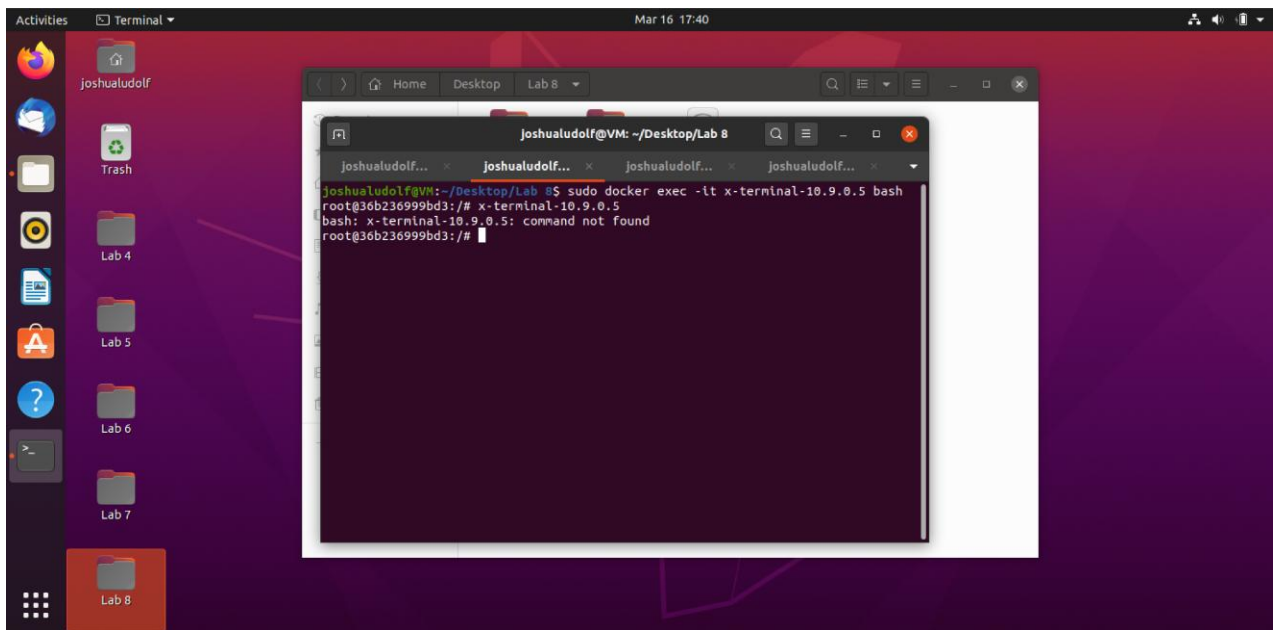 Activities Terminal Mar 16 17:40
joshualudolf
Trash
Lab 4
Lab 5
Lab 6
Lab 7
Lab 8
Home Desktop Lab 8
joshualudolf@VM: ~/Desktop/Lab 8
joshualudolf... joshualudolf... joshualudolf... joshualudolf...
joshualudolf@VM:~/Desktop/Lab 8$ sudo docker exec -it x-terminal-10.9.0.5 bash
root@36b236999bd3:/# x-terminal-10.9.0.5
bash: x-terminal-10.9.0.5: command not found
root@36b236999bd3:/#